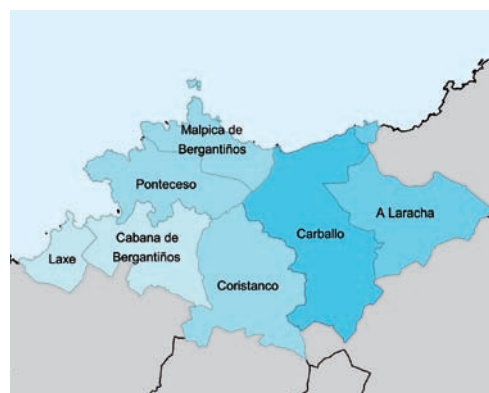 Malpica de
Bergantiños
Ponteceso
A Laracha
Cabana de
Bergantiños
Laxe
Carballo
Coristanco